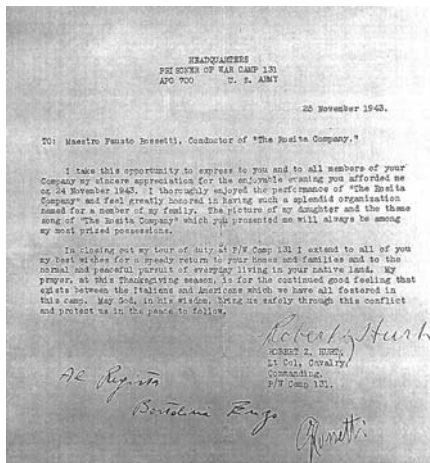 HEADQUARTERS
PRISONER OF WAR CAMP 131
APO 700 U. S. ARMY
25 November 1943.
TO: Maestro Fausto Rossetti, Conductor of "The Rosita Company."
I take this opportunity to express to you and to all members of your
Company my sincere appreciation for the enjoyable evening you afforded me
on 24 November 1943. I thoroughly enjoyed the performance of "The Rosita
Company" and feel greatly honored in having such a splendid organization
named for a member of my family. The picture of my daughter and the theme
song of "The Rosita Company" which you presented me will always be among
my most prized possessions.
In closing out my tour of duty at P/W Camp 131 I extend to all of you
my best wishes for a speedy return to your homes and families and to the
normal and peaceful pursuit of everyday living in your native land. My
prayer, at this Thanksgiving season, is for the continued good feeling that
exists between the Italians and Americans which we have all fostered in
this camp. May God, in his wisdom, bring us safely through this conflict
and protect us in the peace to follow.
Robert Z Hurt
ROBERT Z. HURT,
Lt Col, Cavalry,
Commanding.
P/W Camp 131.
Al Regista
Bortolini Enzo
Rossetti